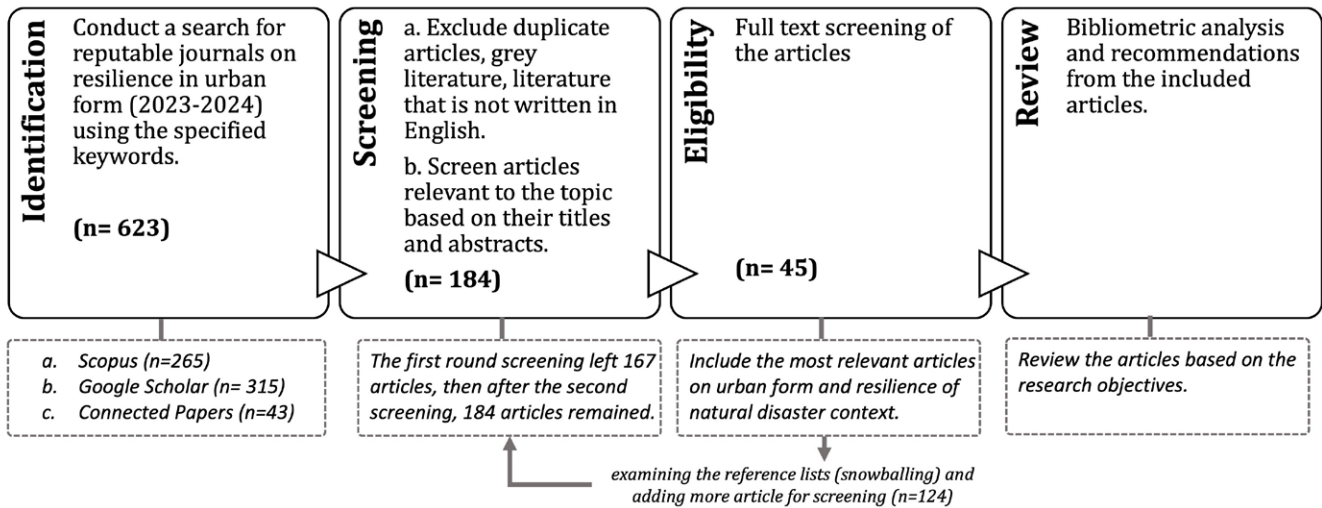 Identification
Conduct a search for
reputable journals on
resilience in urban
form (2023-2024)
using the specified
keywords.
(n= 623)
Screening
a. Exclude duplicate
articles, grey
literature, literature
that is not written in
English.
b. Screen articles
relevant to the topic
based on their titles
and abstracts.
(n= 184)
Eligibility
Full text screening of
the articles
(n= 45)
Review
Bibliometric analysis
and recommendations
from the included
articles.
a. Scopus (n=265)
b. Google Scholar (n= 315)
c. Connected Papers (n=43)
The first round screening left 167
articles, then after the second
screening, 184 articles remained.
Include the most relevant articles
on urban form and resilience of
natural disaster context.
Review the articles based on the
research objectives.
examining the reference lists (snowballing) and
adding more article for screening (n=124)